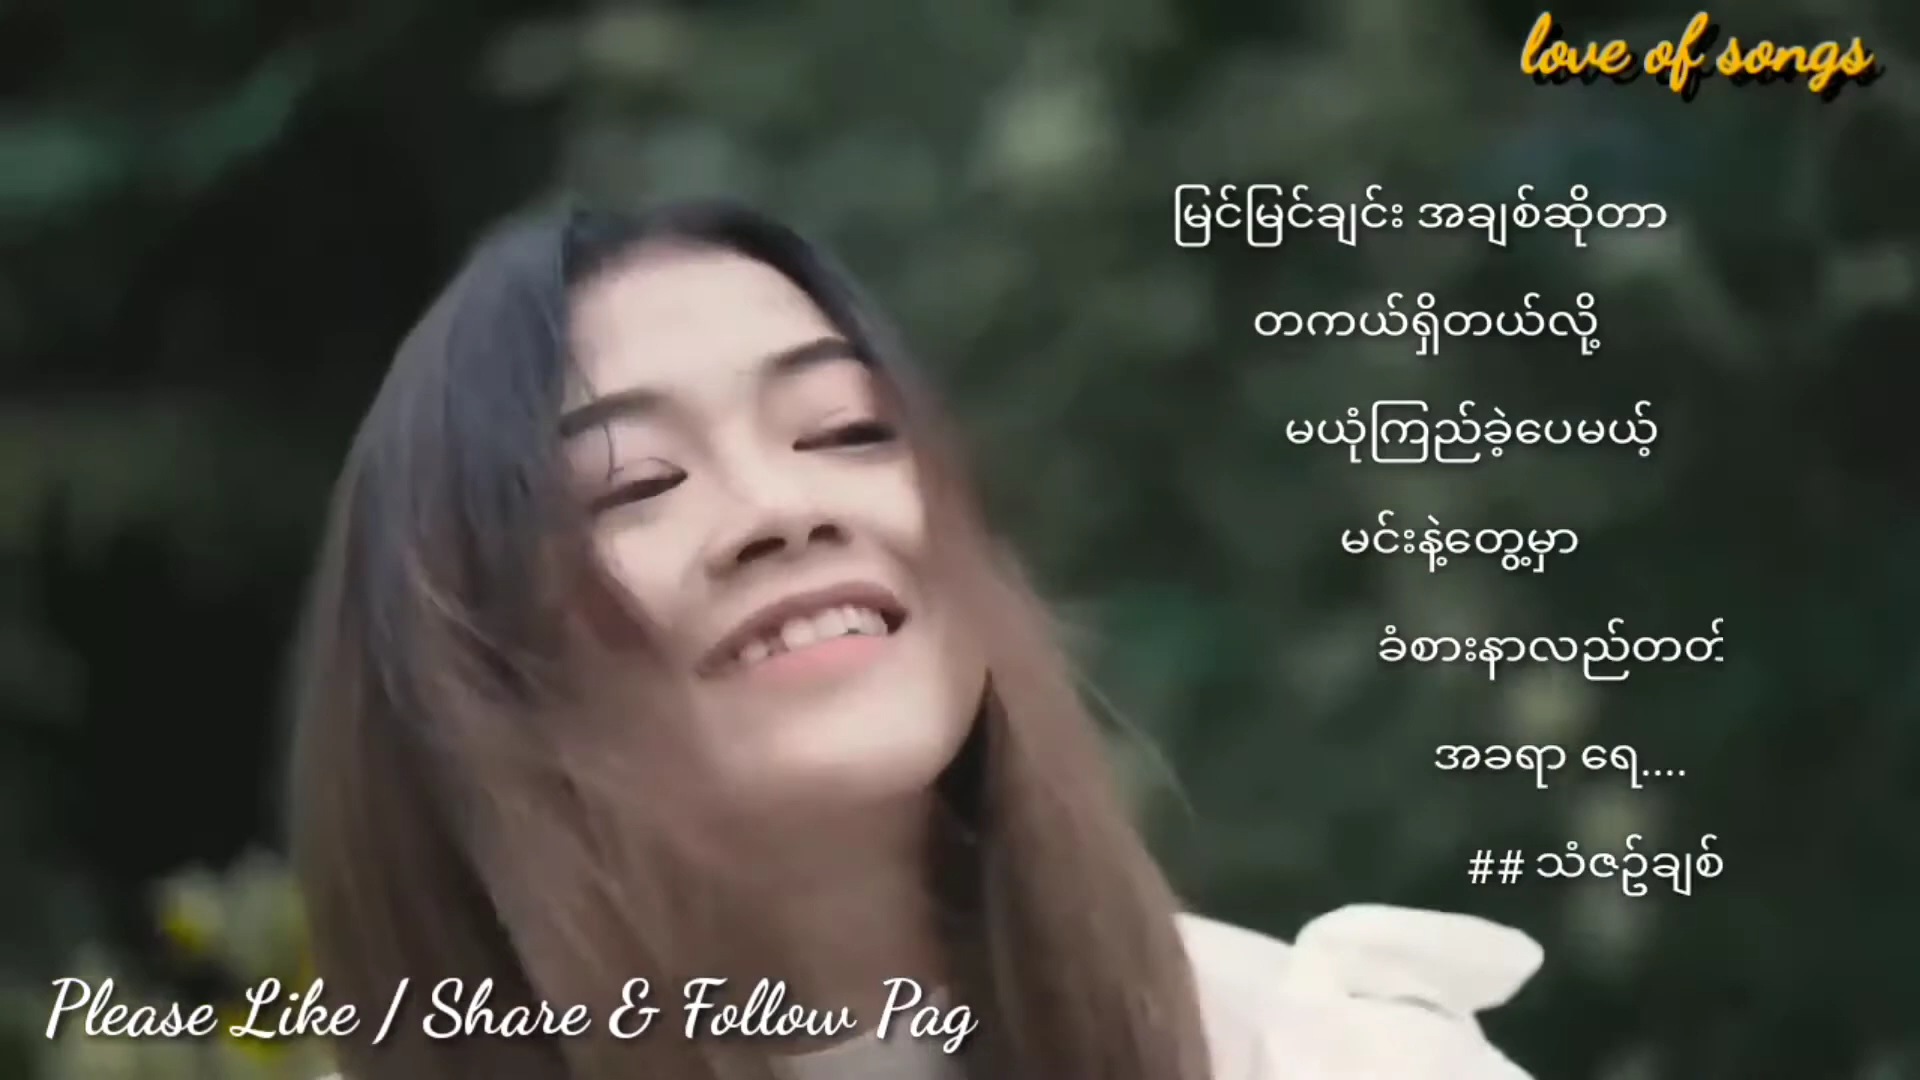 love of songs
မြင်မြင်ချင်း အချစ်ဆိုတာ
တကယ်ရှိတယ်လို့
မယုံကြည်ခဲ့ပေမယ့်
မင်းနဲ့တွေ့မှာ
ခံစားနာလည်တတ်
အခရာ ရေ....
## သံဇဥ်ချစ်
Please Like / Share & Follow Pag